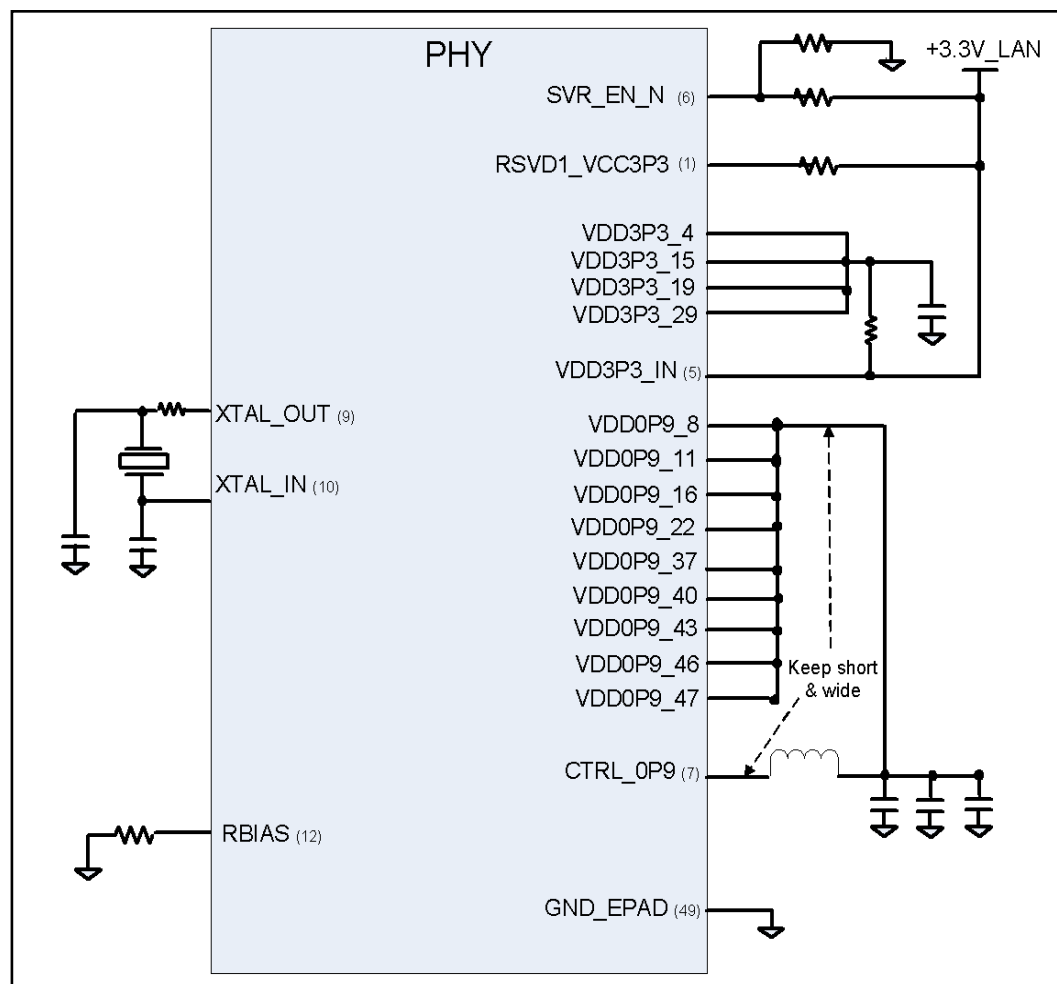 PHY
+3.3V_LAN
SVR_EN_N (6)
RSVD1_VCC3P3 (1)
VDD3P3_4
VDD3P3_15
VDD3P3_19
VDD3P3_29
VDD3P3_IN (5)
XTAL_OUT (9)
XTAL_IN (10)
VDD0P9_8
VDD0P9_11
VDD0P9_16
VDD0P9_22
VDD0P9_37
VDD0P9_40
VDD0P9_43
VDD0P9_46
VDD0P9_47
Keep short
& wide
CTRL_0P9 (7)
RBIAS (12)
GND_EPAD (49)